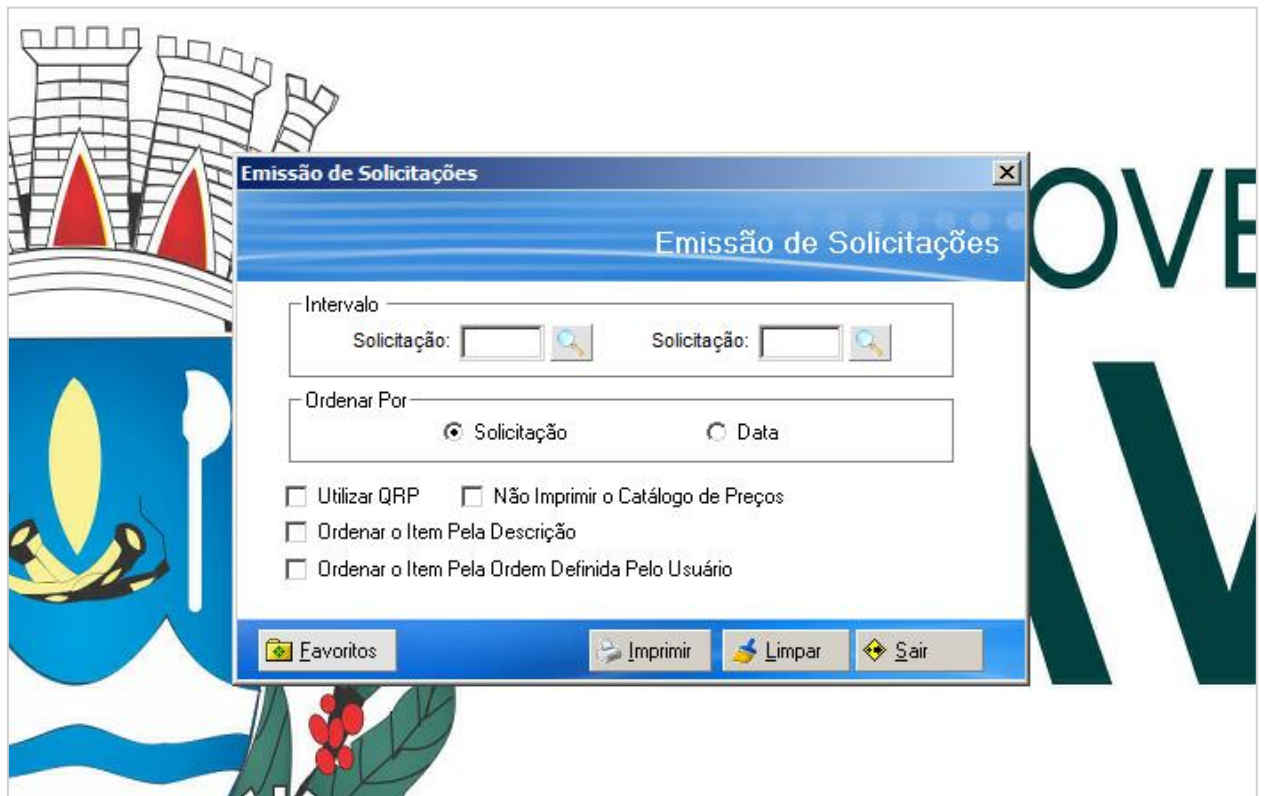 Emissão de Solicitações
Emissão de Solicitações
OVE
Intervalo
Solicitação: Solicitação:
Ordenar Por
Solicitação Data
Utilizar QRP Não Imprimir o Catálogo de Preços
Ordenar o Item Pela Descrição
Ordenar o Item Pela Ordem Definida Pelo Usuário
Favoritos Imprimir Limpar Sair